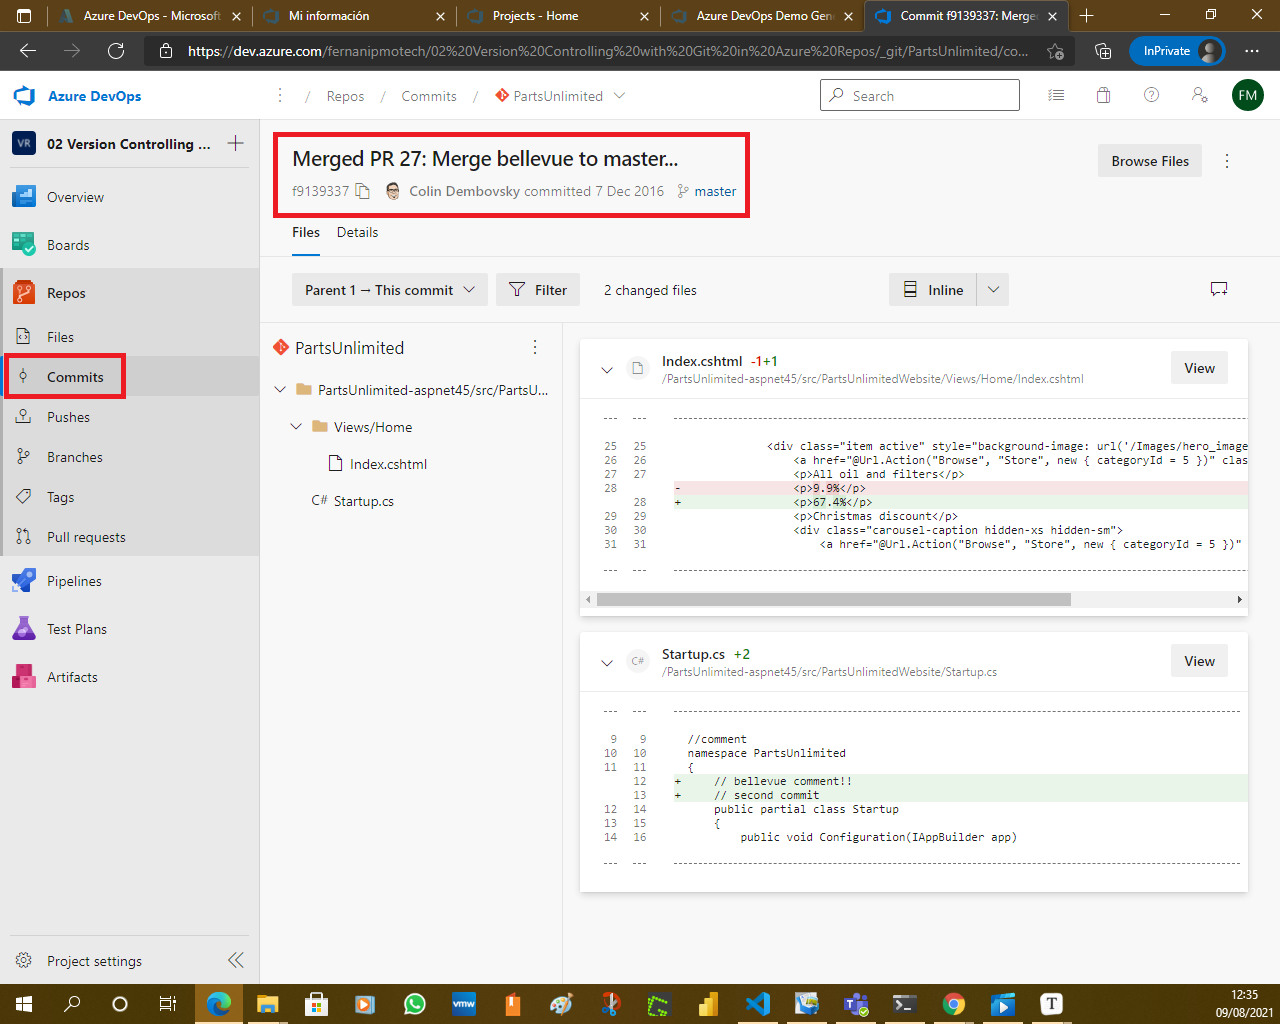 Azure DevOps - Microsoft
Mi información
Projects - Home
Azure DevOps Demo Gen
Commit f9139337: Merged
https://dev.azure.com/fernanipmotech/02%20Version%20Controlling%20with%20Git%20in%20Azure%20Repos/_git/PartsUnlimited/co...
InPrivate
Azure DevOps
/ Repos / Commits / PartsUnlimited
Search
FM
VR
02 Version Controlling ...
Overview
Boards
Repos
Files
Commits
Pushes
Branches
Tags
Pull requests
Pipelines
Test Plans
Artifacts
Project settings
Merged PR 27: Merge bellevue to master...
f9139337 Colin Dembovsky committed 7 Dec 2016 master
Browse Files
Files Details
Parent 1 → This commit
Filter
2 changed files
Inline
PartsUnlimited
PartsUnlimited-aspnet45/src/PartsU...
Views/Home
Index.cshtml
C# Startup.cs
Index.cshtml -1+1
/PartsUnlimited-aspnet45/src/PartsUnlimitedWebsite/Views/Home/Index.cshtml
View
25 25 <div class="item active" style="background-image: url('/Images/hero_image
26 26 <a href="@Url.Action("Browse", "Store", new { categoryId = 5 })" clas
27 27 <p>All oil and filters</p>
28 - <p>9.9%</p>
28 + <p>67.4%</p>
29 29 <p>Christmas discount</p>
30 30 <div class="carousel-caption hidden-xs hidden-sm">
31 31 <a href="@Url.Action("Browse", "Store", new { categoryId = 5 })"
C#
Startup.cs +2
/PartsUnlimited-aspnet45/src/PartsUnlimitedWebsite/Startup.cs
View
9 9 //comment
10 10 namespace PartsUnlimited
11 11 {
12 + // bellevue comment!!
13 + // second commit
12 14 public partial class Startup
13 15 {
14 16 public void Configuration(IAppBuilder app)
vmw
T
12:35
09/08/2021